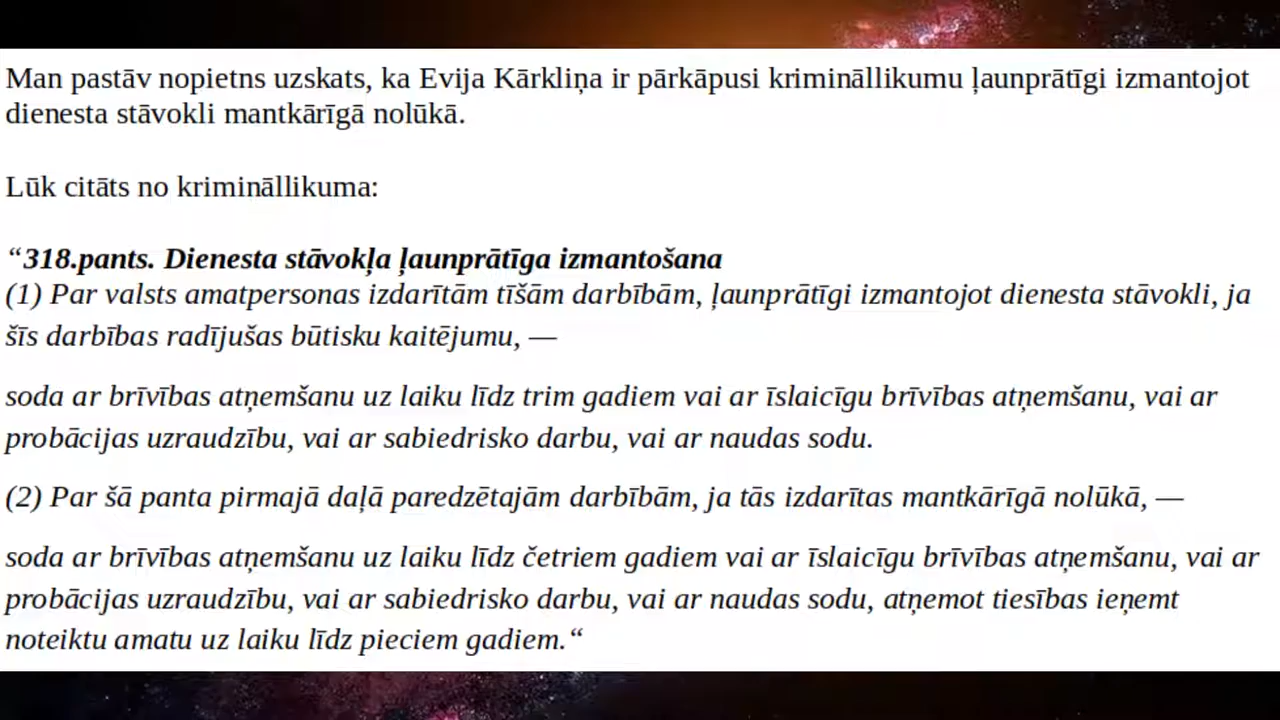 Man pastāv nopietns uzskats, ka Evija Kārkliņa ir pārkāpusi krimināllikumu ļaunprātīgi izmantojot
dienesta stāvokli mantkārīgā nolūkā.
Lūk citāts no krimināllikuma:
“318.pants. Dienesta stāvokļa ļaunprātīga izmantošana
(1) Par valsts amatpersonas izdarītām tīšām darbībām, ļaunprātīgi izmantojot dienesta stāvokli, ja
šīs darbības radījušas būtisku kaitējumu, —
soda ar brīvības atņemšanu uz laiku līdz trim gadiem vai ar īslaicīgu brīvības atņemšanu, vai ar
probācijas uzraudzību, vai ar sabiedrisko darbu, vai ar naudas sodu.
(2) Par šā panta pirmajā daļā paredzētajām darbībām, ja tās izdarītas mantkārīgā nolūkā, —
soda ar brīvības atņemšanu uz laiku līdz četriem gadiem vai ar īslaicīgu brīvības atņemšanu, vai ar
probācijas uzraudzību, vai ar sabiedrisko darbu, vai ar naudas sodu, atņemot tiesības ieņemt
noteiktu amatu uz laiku līdz pieciem gadiem.“